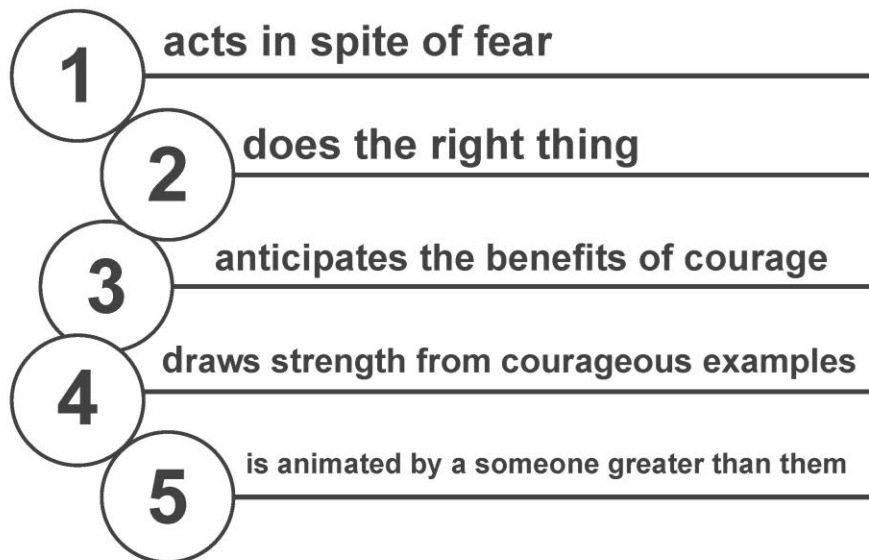 1 acts in spite of fear
2 does the right thing
3 anticipates the benefits of courage
4 draws strength from courageous examples
5 is animated by a someone greater than them